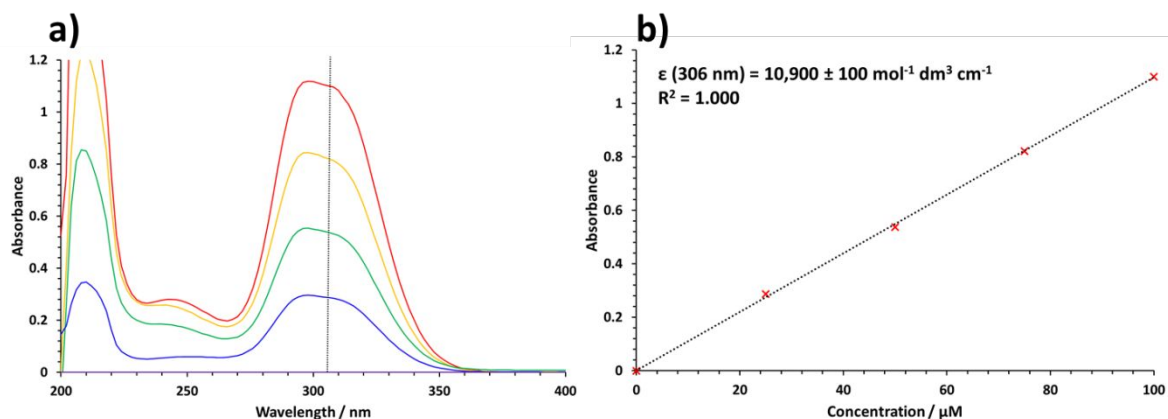 a)
1.2
1
0.8
0.6
0.4
0.2
0
Absorbance
200 250 300 350 400
Wavelength / nm
b)
ε (306 nm) = 10,900 ± 100 mol⁻¹ dm³ cm⁻¹
R² = 1.000
1.2
1
0.8
0.6
0.4
0.2
0
Absorbance
0 20 40 60 80 100
Concentration / μM